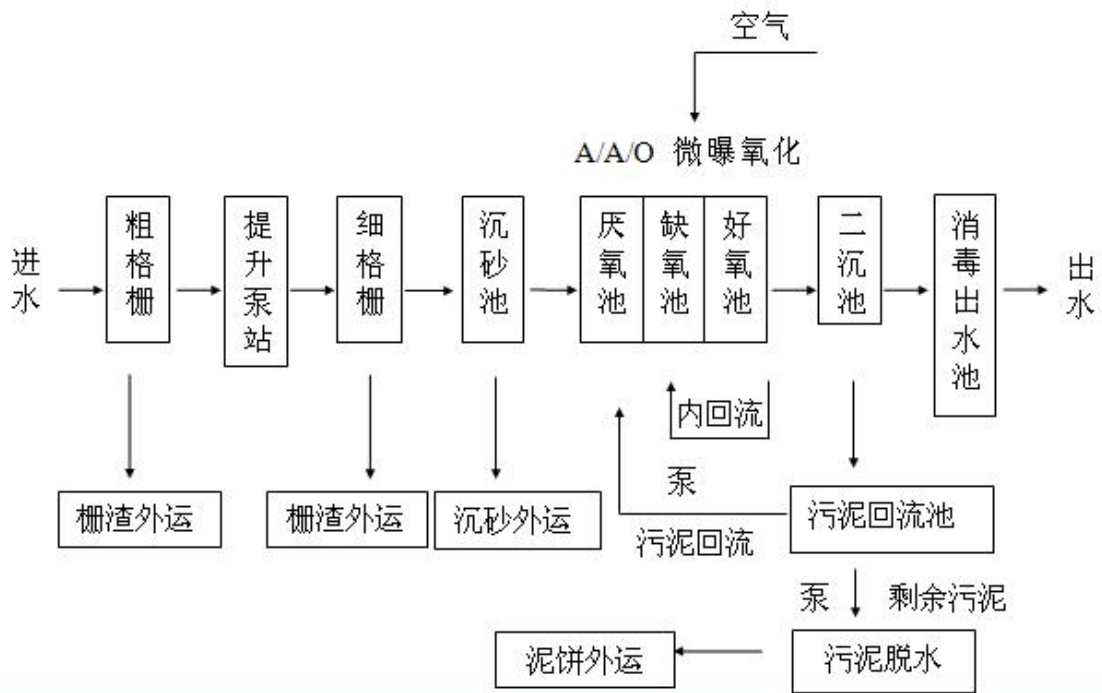 空气
A/A/O 微曝氧化
进水
粗格栅
提升泵站
细格栅
沉砂池
厌氧池
缺氧池
好氧池
二沉池
消毒出水池
出水
内回流
泵
栅渣外运
栅渣外运
沉砂外运
污泥回流
污泥回流池
泵
剩余污泥
泥饼外运
污泥脱水